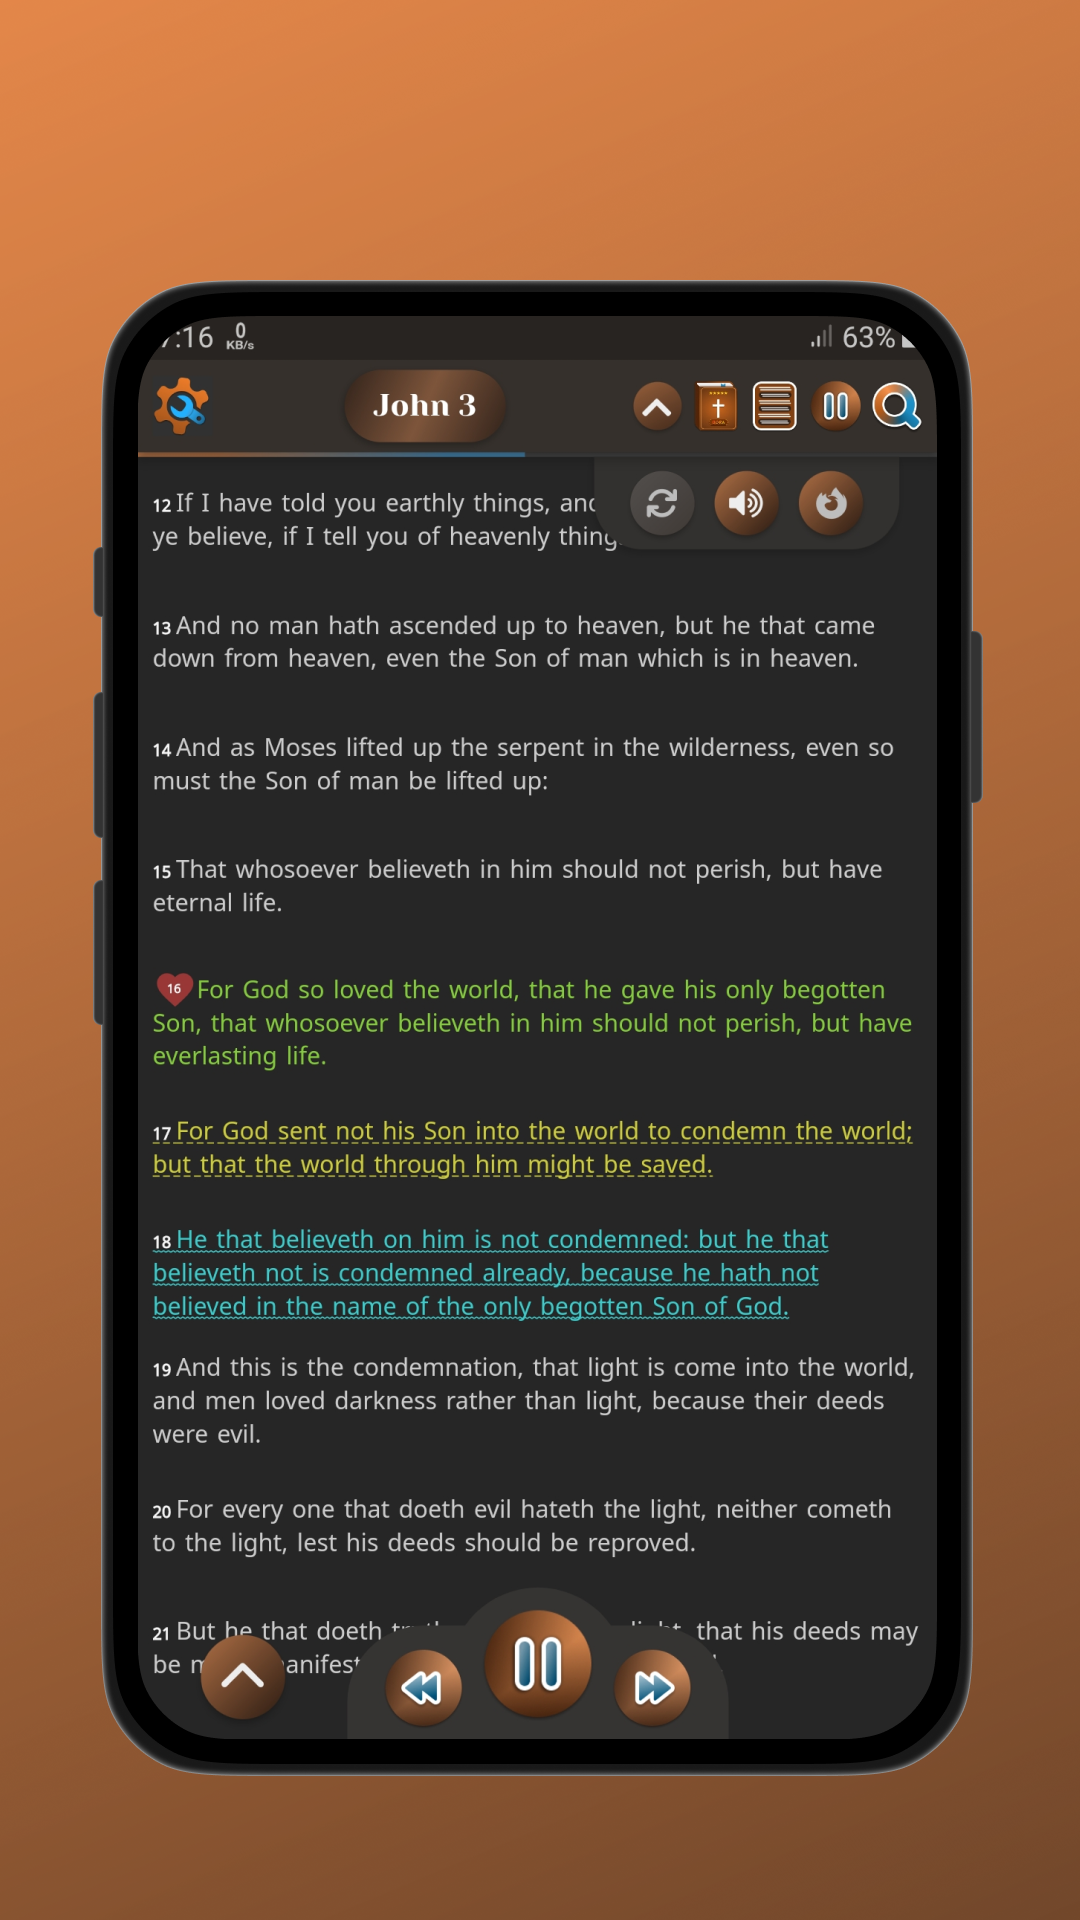 :16 0 KB/s 63%
John 3
12 If I have told you earthly things, and
ye believe, if I tell you of heavenly
13 And no man hath ascended up to heaven, but he that came
down from heaven, even the Son of man which is in heaven.
14 And as Moses lifted up the serpent in the wilderness, even so
must the Son of man be lifted up:
15 That whosoever believeth in him should not perish, but have
eternal life.
16 For God so loved the world, that he gave his only begotten
Son, that whosoever believeth in him should not perish, but have
everlasting life.
17 For God sent not his Son into the world to condemn the world;
but that the world through him might be saved.
18 He that believeth on him is not condemned: but he that
believeth not is condemned already, because he hath not
believed in the name of the only begotten Son of God.
19 And this is the condemnation, that light is come into the world,
and men loved darkness rather than light, because their deeds
were evil.
20 For every one that doeth evil hateth the light, neither cometh
to the light, lest his deeds should be reproved.
21 But he that doeth that his deeds may
be